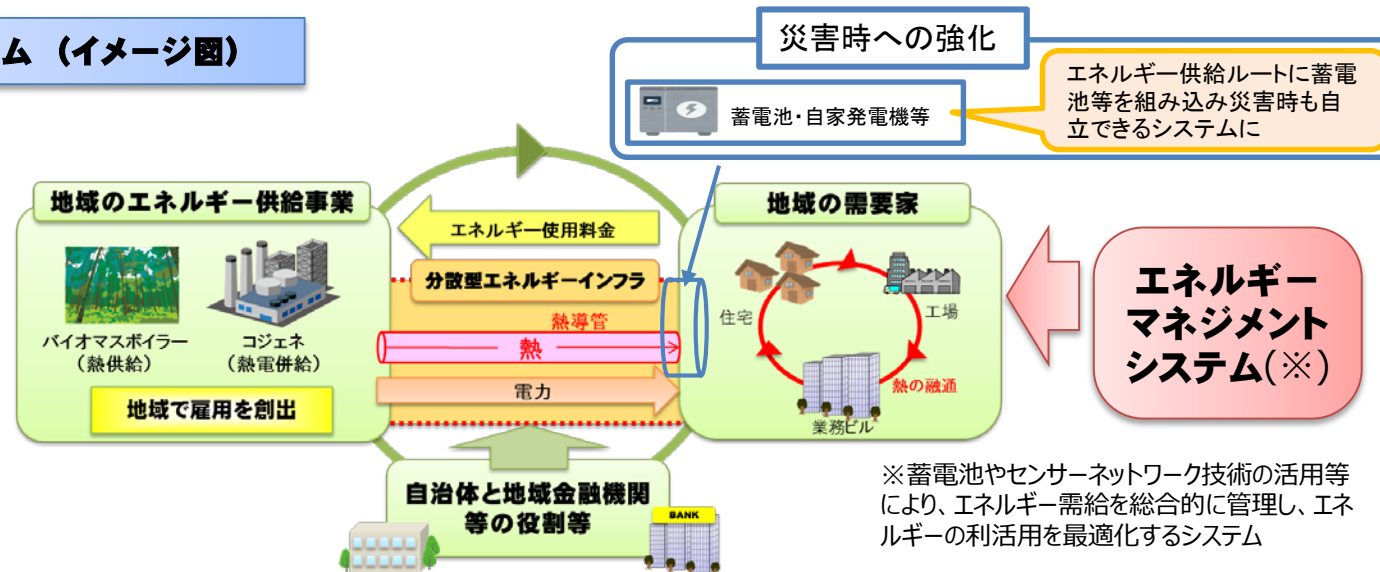 ム （イメージ図）
災害時への強化
蓄電池・自家発電機等
エネルギー供給ルートに蓄電
池等を組み込み災害時も自
立できるシステムに
地域のエネルギー供給事業
バイオマスボイラー
（熱供給）
コジェネ
（熱電併給）
地域で雇用を創出
エネルギー使用料金
分散型エネルギーインフラ
熱導管
熱
電力
地域の需要家
住宅
工場
熱の融通
業務ビル
エネルギー
マネジメント
システム(※)
自治体と地域金融機関
等の役割等
BANK
※蓄電池やセンサーネットワーク技術の活用等
により、エネルギー需給を総合的に管理し、エネ
ルギーの利活用を最適化するシステム